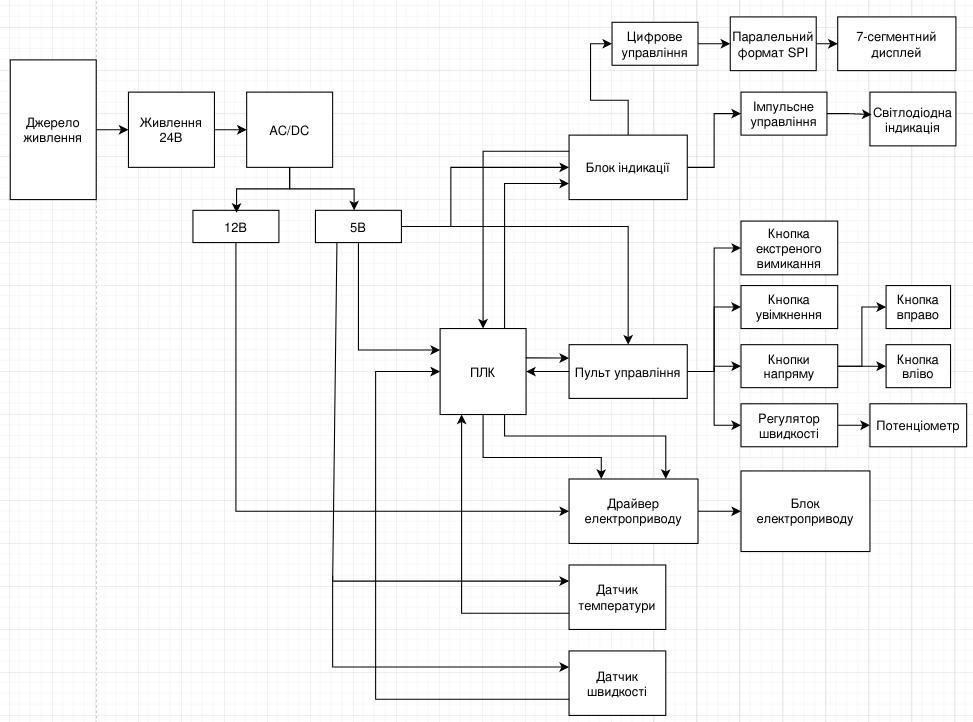 Цифрове
управління
Паралельний
формат SPI
7-сегментний
дисплей
Джерело
живлення
Живлення
24В
AC/DC
Імпульсне
управління
Світлодіодна
індикація
Блок індикації
12В
5В
Кнопка
екстреного
вимикання
Кнопка
увімкнення
Кнопка
вправо
ПЛК
Пульт управління
Кнопки
напряму
Кнопка
вліво
Регулятор
швидкості
Потенціометр
Драйвер
електроприводу
Блок
електроприводу
Датчик
температури
Датчик
швидкості